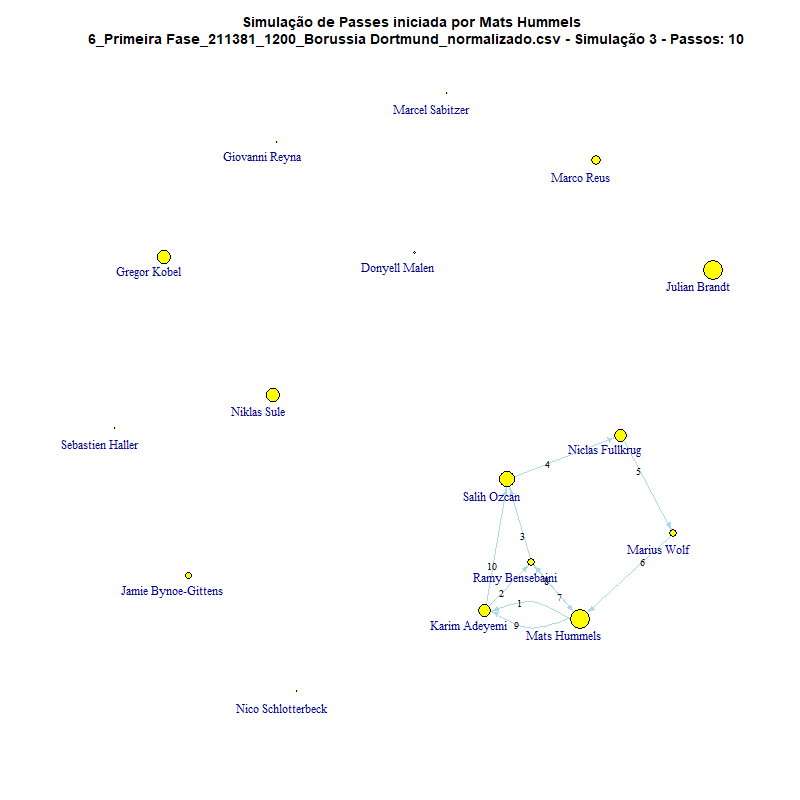 Simulação de Passes iniciada por Mats Hummels
6_Primeira Fase_211381_1200_Borussia Dortmund_normalizado.csv - Simulação 3 - Passos: 10
Marcel Sabitzer
Giovanni Reyna
Marco Reus
Donyell Malen
Gregor Kobel
Julian Brandt
Niklas Sule
Sebastien Haller
Niclas Fullkrug
4
5
Salih Ozcan
3
Marius Wolf
6
10
Ramy Bensebaini
8
Jamie Bynoe-Gittens
2
7
1
Karim Adeyemi
9
Mats Hummels
Nico Schlotterbeck